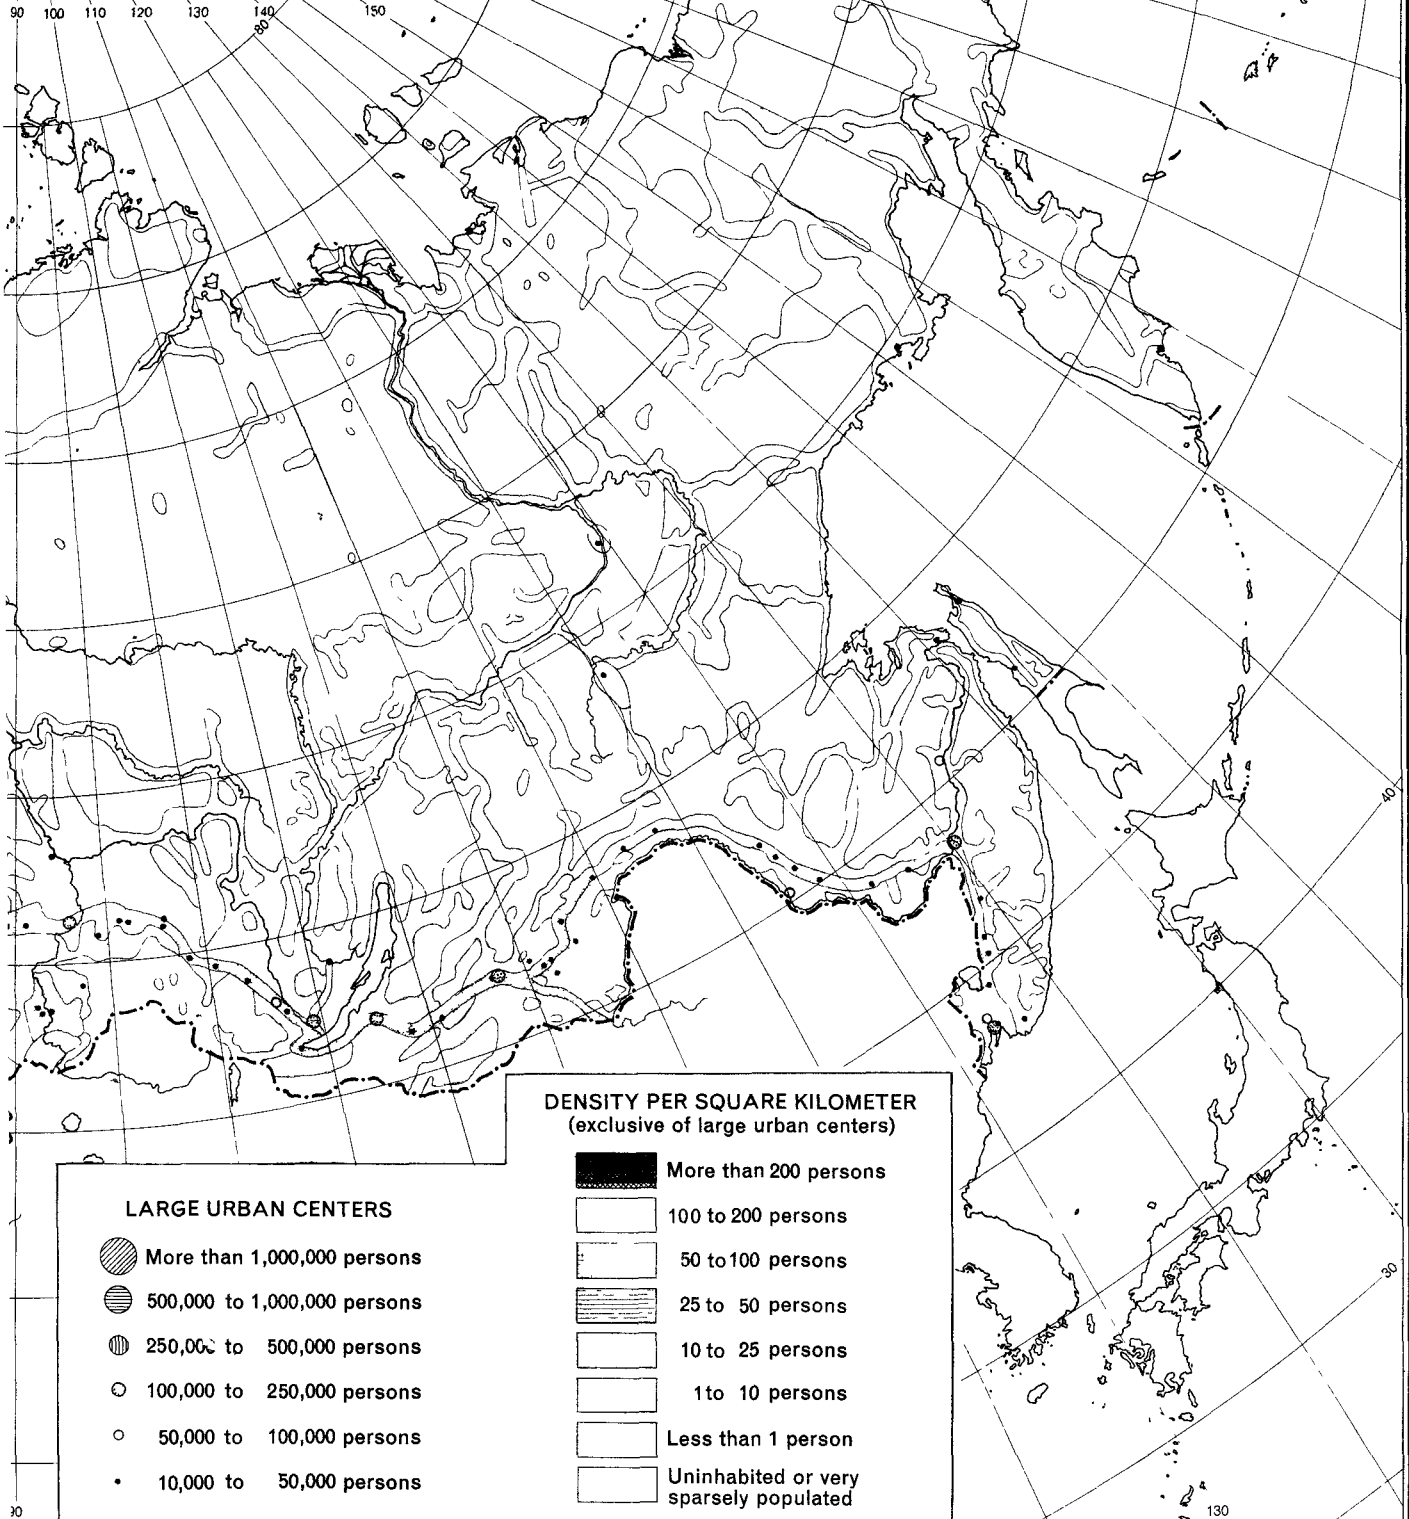 90 100 110 120 130 140 150
80
40
30
DENSITY PER SQUARE KILOMETER
(exclusive of large urban centers)
More than 200 persons
100 to 200 persons
50 to 100 persons
25 to 50 persons
10 to 25 persons
1 to 10 persons
Less than 1 person
Uninhabited or very
sparsely populated
LARGE URBAN CENTERS
More than 1,000,000 persons
500,000 to 1,000,000 persons
250,000 to 500,000 persons
100,000 to 250,000 persons
50,000 to 100,000 persons
10,000 to 50,000 persons
90
130